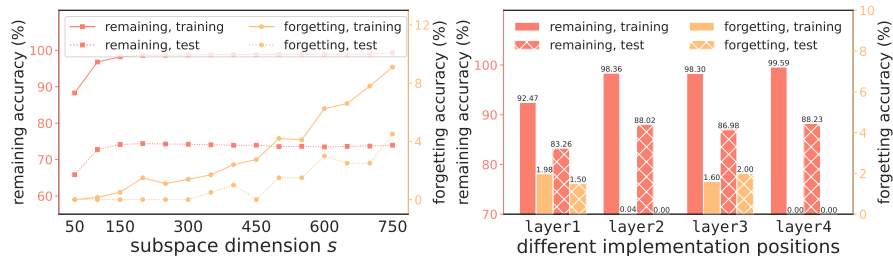 remaining, training
remaining, test
forgetting, training
forgetting, test
remaining accuracy (%)
100
90
80
70
60
12
8
4
0
forgetting accuracy (%)
50 150 300 450 600 750
subspace dimension s
remaining, training
remaining, test
forgetting, training
forgetting, test
remaining accuracy (%)
100
90
80
70
10
8
6
4
2
0
forgetting accuracy (%)
92.47 1.98 83.26 1.50
98.36 0.04 88.02 0.00
98.30 1.60 86.98 2.00
99.59 0.00 88.23 0.00
layer1 layer2 layer3 layer4
different implementation positions